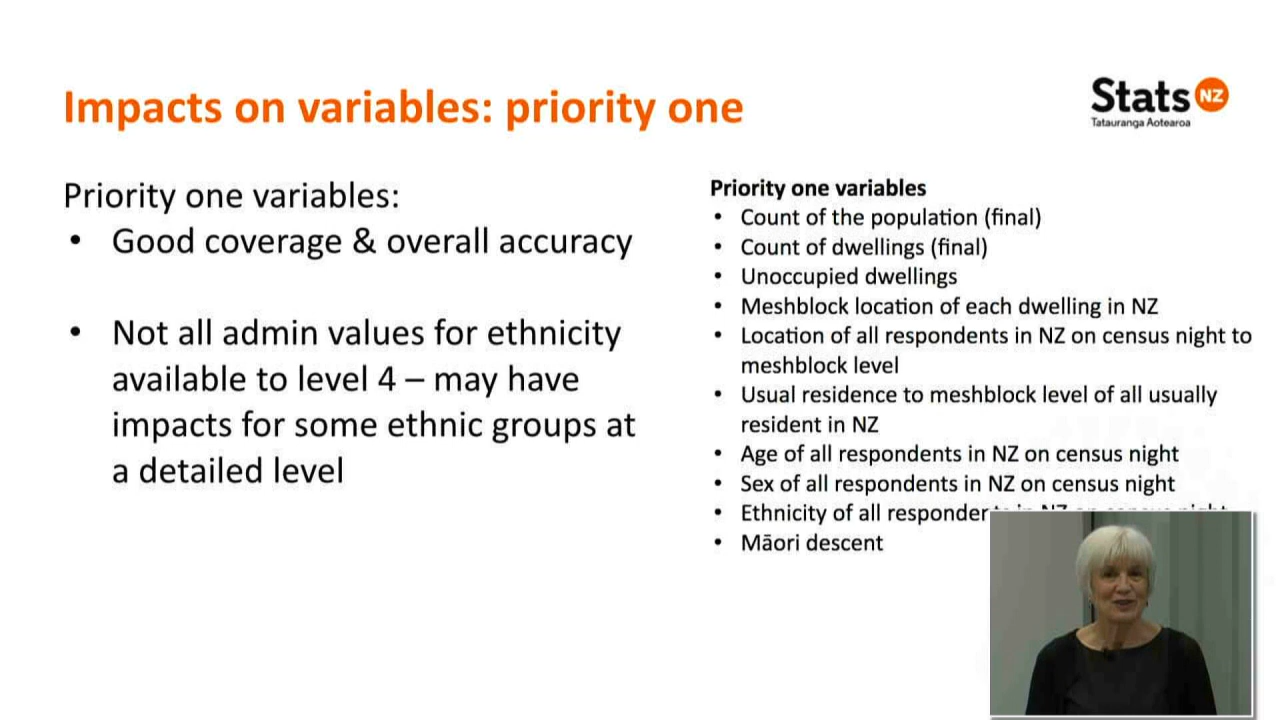 Impacts on variables: priority one
Stats NZ
Tatauranga Aotearoa
Priority one variables:
• Good coverage & overall accuracy
• Not all admin values for ethnicity
available to level 4 – may have
impacts for some ethnic groups at
a detailed level
Priority one variables
• Count of the population (final)
• Count of dwellings (final)
• Unoccupied dwellings
• Meshblock location of each dwelling in NZ
• Location of all respondents in NZ on census night to
meshblock level
• Usual residence to meshblock level of all usually
resident in NZ
• Age of all respondents in NZ on census night
• Sex of all respondents in NZ on census night
• Ethnicity of all
• Māori descent